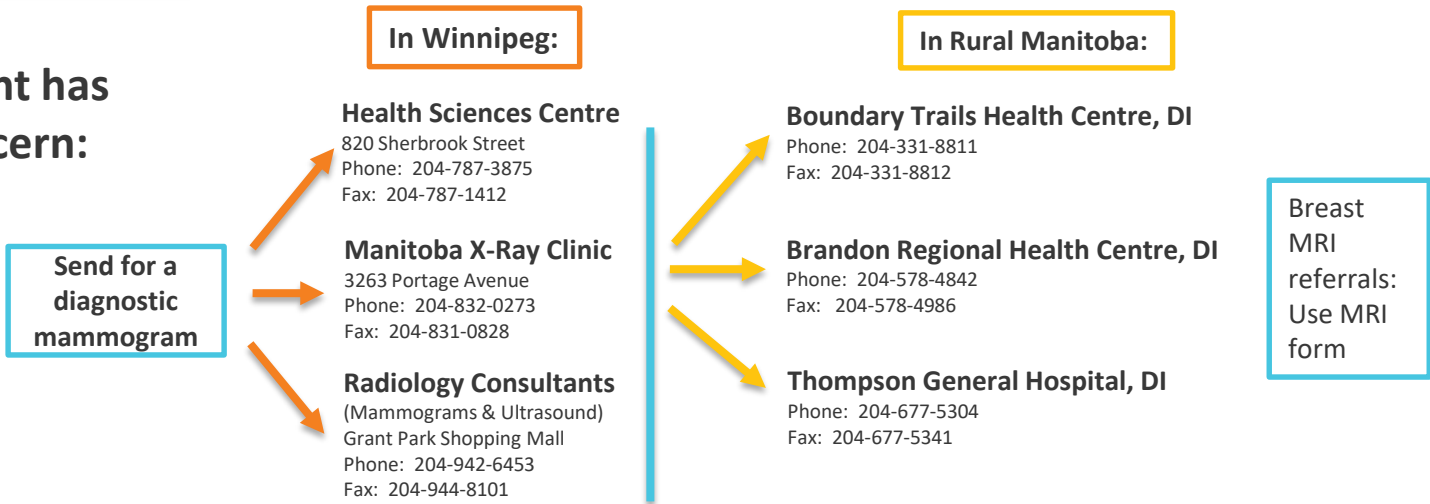 nt has
cern:
Send for a
diagnostic
mammogram
In Winnipeg:
Health Sciences Centre
820 Sherbrook Street
Phone: 204-787-3875
Fax: 204-787-1412
Manitoba X-Ray Clinic
3263 Portage Avenue
Phone: 204-832-0273
Fax: 204-831-0828
Radiology Consultants
(Mammograms & Ultrasound)
Grant Park Shopping Mall
Phone: 204-942-6453
Fax: 204-944-8101
In Rural Manitoba:
Boundary Trails Health Centre, DI
Phone: 204-331-8811
Fax: 204-331-8812
Brandon Regional Health Centre, DI
Phone: 204-578-4842
Fax: 204-578-4986
Thompson General Hospital, DI
Phone: 204-677-5304
Fax: 204-677-5341
Breast
MRI
referrals:
Use MRI
form